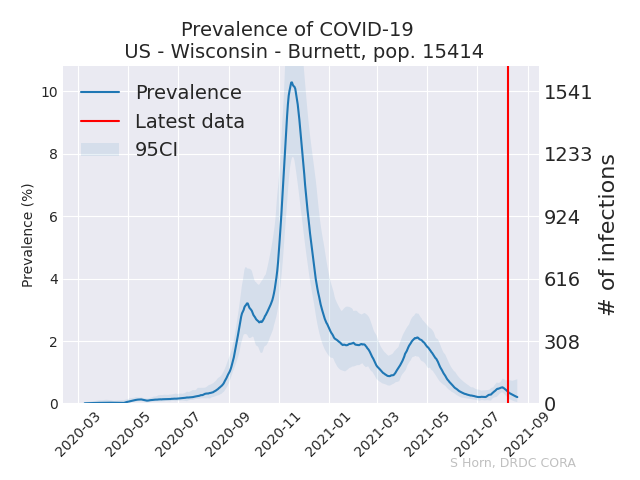 Prevalence of COVID-19
US - Wisconsin - Burnett, pop. 15414
Prevalence
Latest data
95CI
Prevalence (%)
10
8
6
4
2
0
1541
1233
924
616
308
0
# of infections
2020-03
2020-05
2020-07
2020-09
2020-11
2021-01
2021-03
2021-05
2021-07
2021-09
S Horn, DRDC CORA